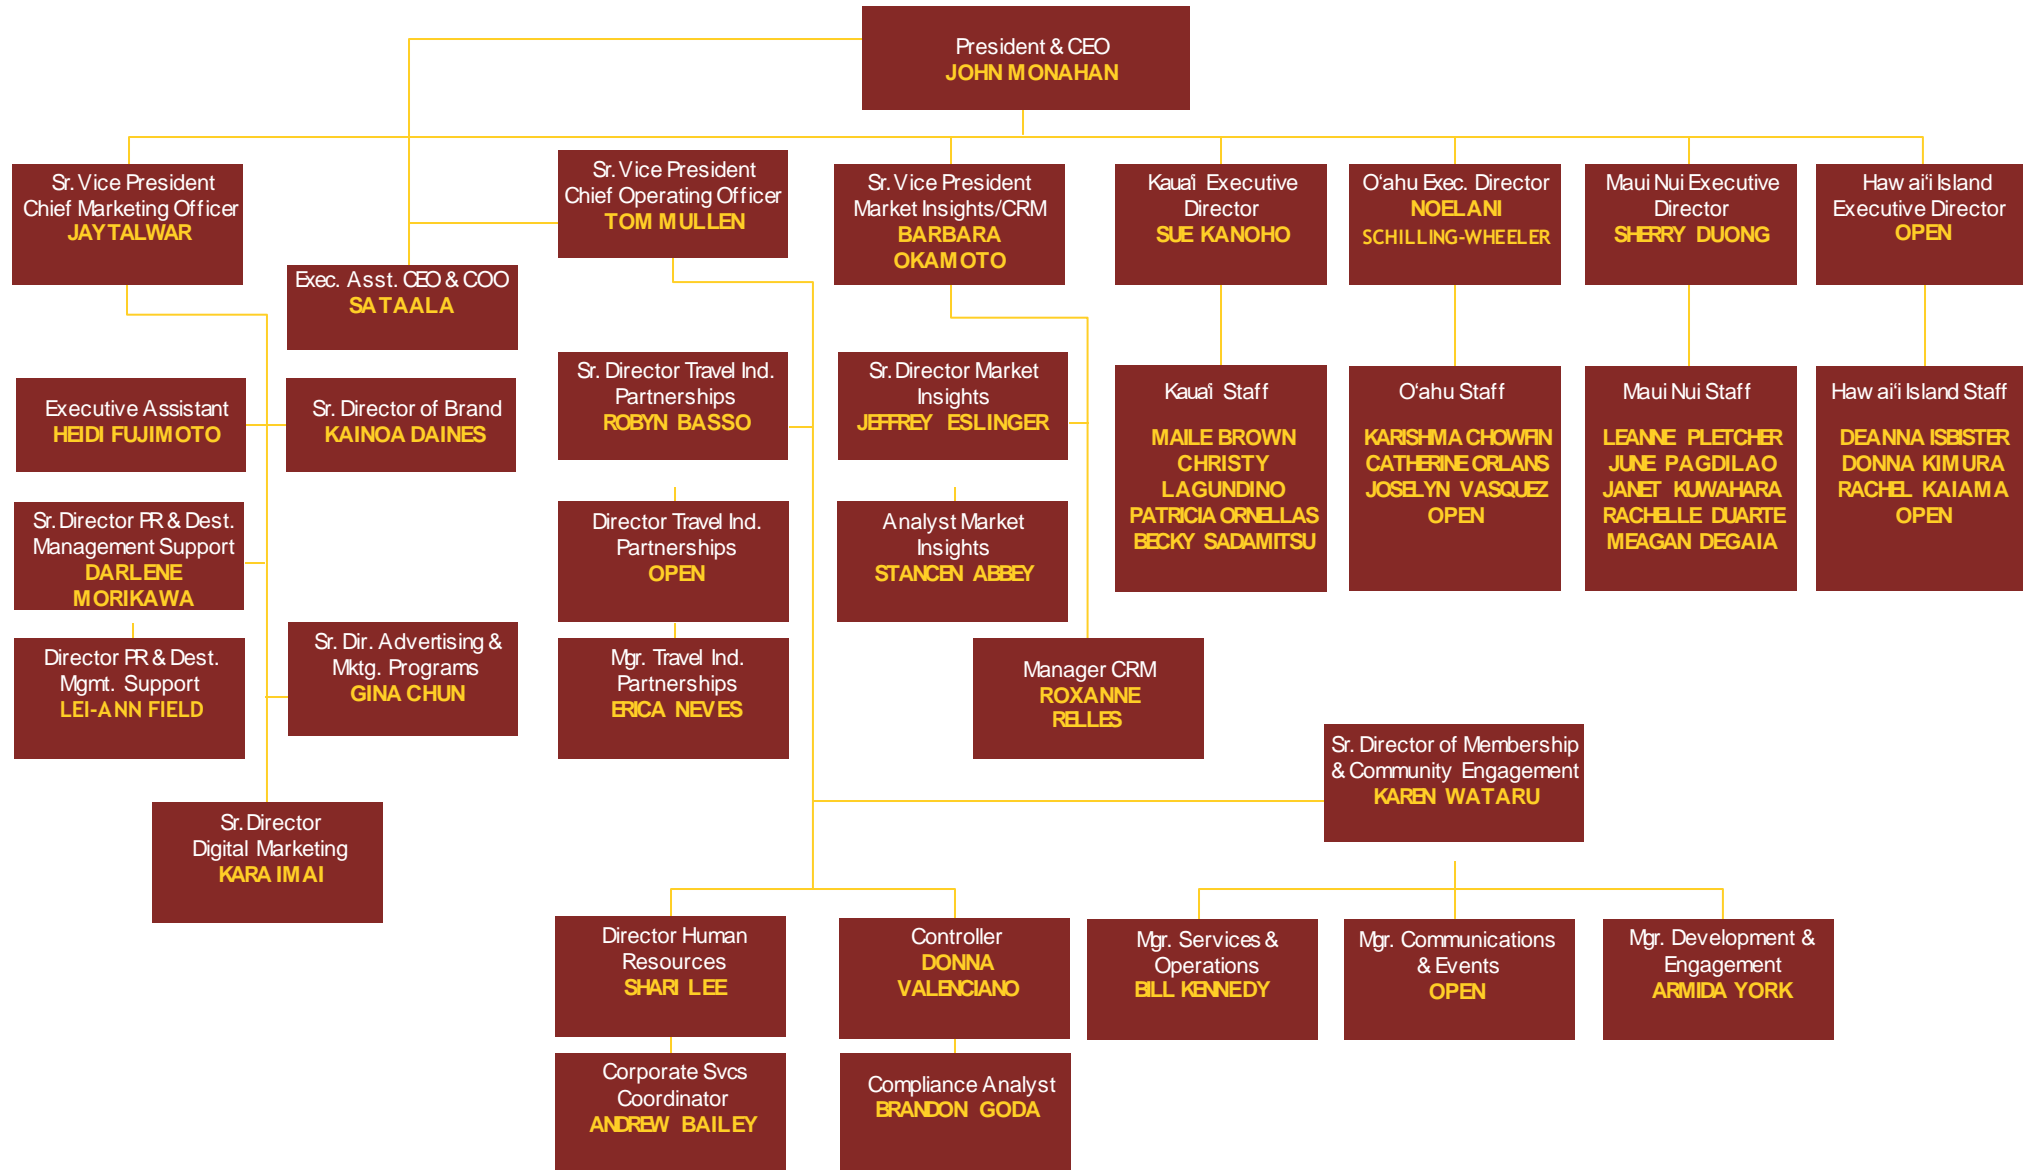 President & CEO
JOHN MONAHAN
Sr. Vice President
Chief Marketing Officer
JAY TALWAR
Exec. Asst. CEO & COO
SA TAALA
Sr. Vice President
Chief Operating Officer
TOM MULLEN
Sr. Vice President
Market Insights/CRM
BARBARA
OKAMOTO
Kaua‘i Executive
Director
SUE KANOHO
O‘ahu Exec. Director
NOELANI
SCHILLING-WHEELER
Maui Nui Executive
Director
SHERRY DUONG
Hawai‘i Island
Executive Director
OPEN
Executive Assistant
HEIDI FUJIMOTO
Sr. Director of Brand
KAINOA DAINES
Sr. Director PR & Dest.
Management Support
DARLENE
MORIKAWA
Director PR & Dest.
Mgmt. Support
LEI-ANN FIELD
Sr. Dir. Advertising &
Mktg. Programs
GINA CHUN
Sr. Director
Digital Marketing
KARA IMAI
Sr. Director Travel Ind.
Partnerships
ROBYN BASSO
Director Travel Ind.
Partnerships
OPEN
Mgr. Travel Ind.
Partnerships
ERICA NEVES
Sr. Director Market
Insights
JEFFREY ESLINGER
Analyst Market
Insights
STANCEN ABBEY
Manager CRM
ROXANNE
RELLES
Kaua‘i Staff
MAILE BROWN
CHRISTY
LAGUNDINO
PATRICIA ORNELLAS
BECKY SADAMITSU
O‘ahu Staff
KARISHMA CHOWFIN
CATHERINE ORLANS
JOSELYN VASQUEZ
OPEN
Maui Nui Staff
LEANNE PLETCHER
JUNE PAGDILAO
JANET KUWAHARA
RACHELLE DUARTE
MEAGAN DEGAIA
Hawai‘i Island Staff
DEANNA ISBISTER
DONNA KIMURA
RACHEL KAIAMA
OPEN
Sr. Director of Membership
& Community Engagement
KAREN WATARU
Director Human
Resources
SHARI LEE
Controller
DONNA
VALENCIANO
Mgr. Services &
Operations
BILL KENNEDY
Mgr. Communications
& Events
OPEN
Mgr. Development &
Engagement
ARMIDA YORK
Corporate Svcs
Coordinator
ANDREW BAILEY
Compliance Analyst
BRANDON GODA